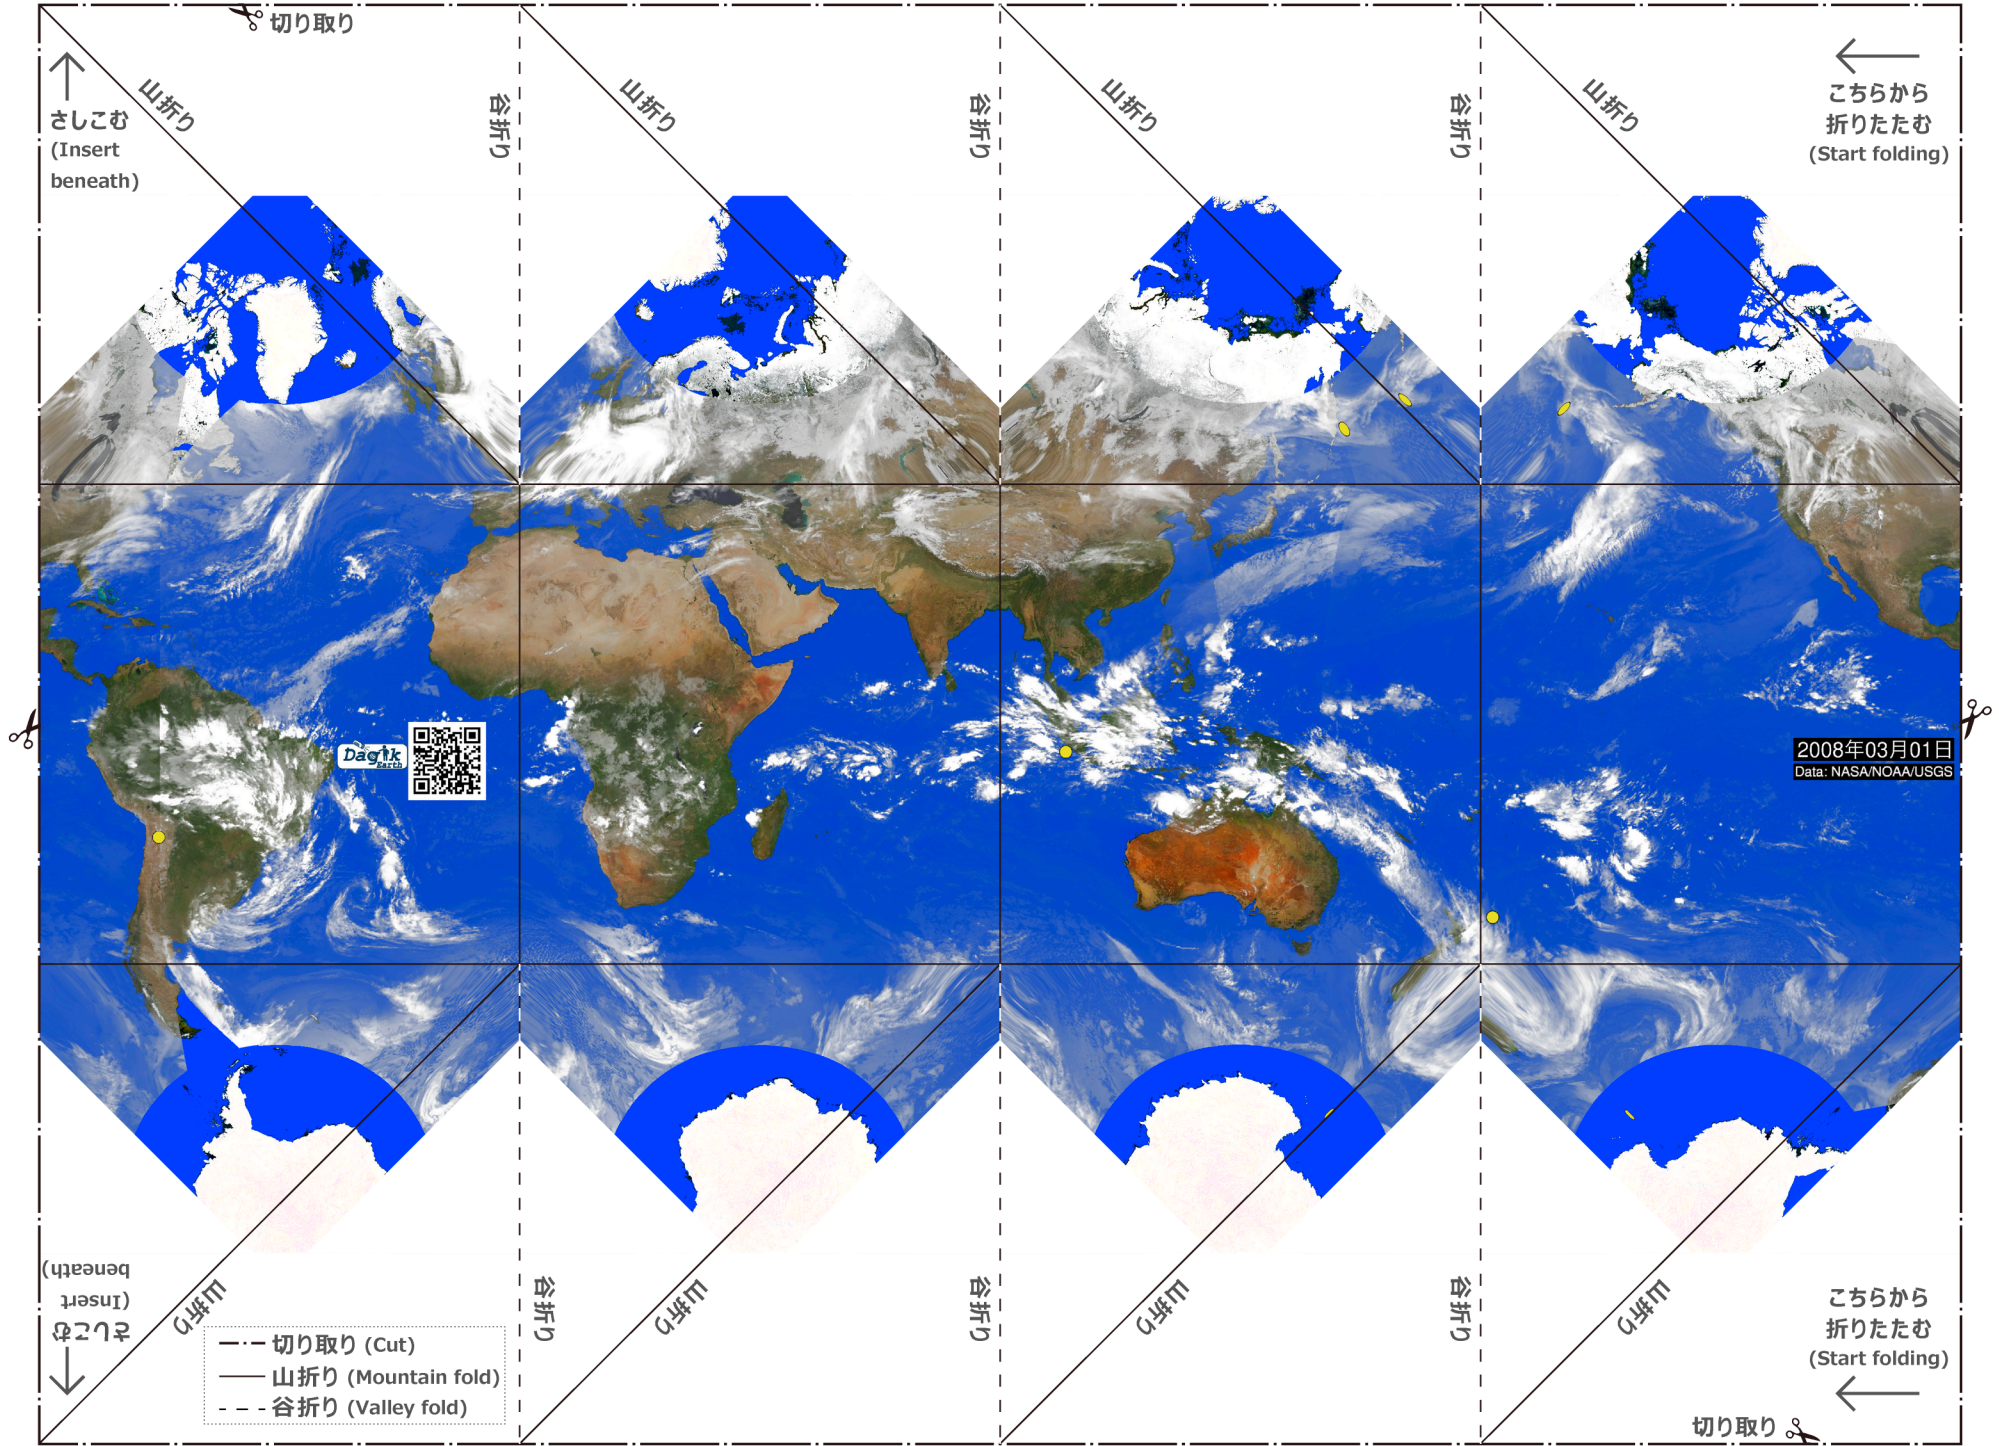 切り取り
山折り
山折り
山折り
山折り
谷折り
谷折り
谷折り
さしこむ
(Insert
beneath)
こちらから
折りたたむ
(Start folding)
Dagik
Earth
2008年03月01日
Data: NASA/NOAA/USGS
さしこむ
(Insert
beneath)
山折り
山折り
山折り
山折り
谷折り
谷折り
谷折り
こちらから
折りたたむ
(Start folding)
切り取り (Cut)
山折り (Mountain fold)
谷折り (Valley fold)
切り取り